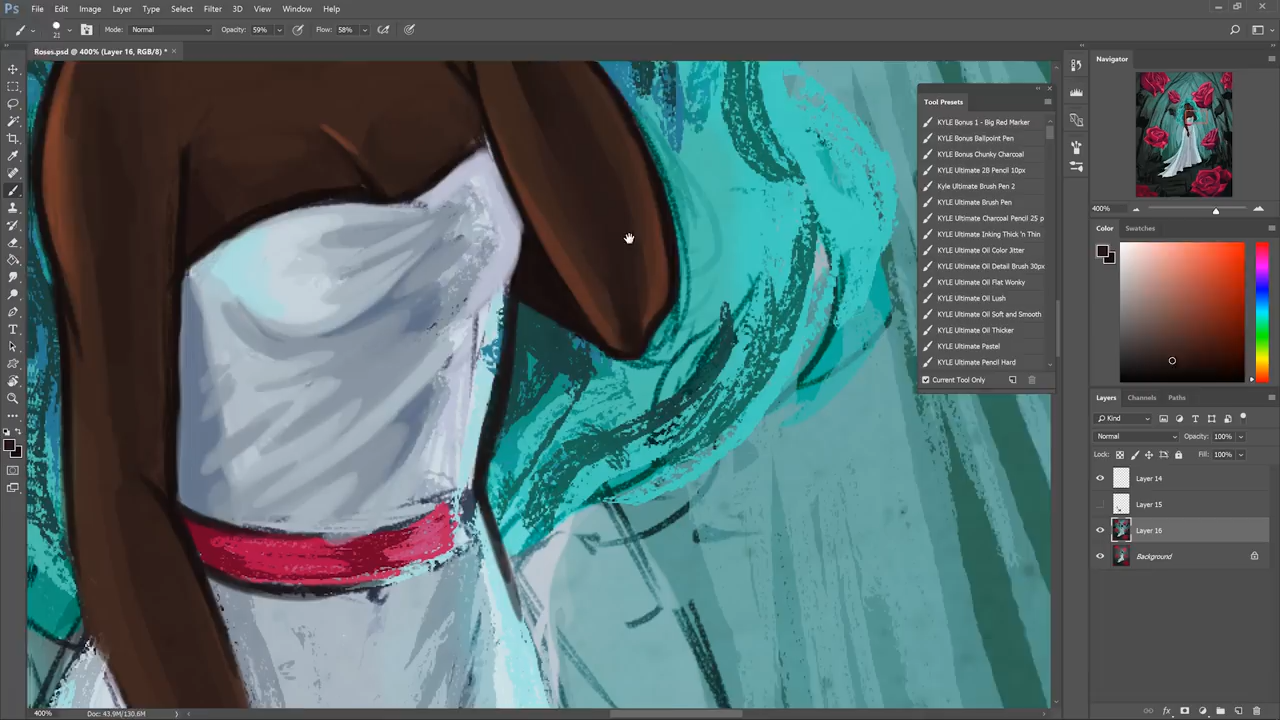 Ps File Edit Image Layer Type Select Filter 3D View Window Help
21 Mode: Normal Opacity: 59% Flow: 58%
Roses.psd @ 400% (Layer 16, RGB/8) * ×
Tool Presets
KYLE Bonus 1 - Big Red Marker
KYLE Bonus Ballpoint Pen
KYLE Bonus Chunky Charcoal
KYLE Ultimate 2B Pencil 10px
Kyle Ultimate Brush Pen 2
KYLE Ultimate Brush Pen
KYLE Ultimate Charcoal Pencil 25 p
KYLE Ultimate Inking Thick 'n Thin
KYLE Ultimate Oil Color Jitter
KYLE Ultimate Oil Detail Brush 30px
KYLE Ultimate Oil Flat Wonky
KYLE Ultimate Oil Lush
KYLE Ultimate Oil Soft and Smooth
KYLE Ultimate Oil Thicker
KYLE Ultimate Pastel
KYLE Ultimate Pencil Hard
Current Tool Only
Navigator
400%
Color Swatches
Layers Channels Paths
Kind
Normal Opacity: 100%
Lock: Fill: 100%
Layer 14
Layer 15
Layer 16
Background
fx
400% Doc: 43.9M/130.6M